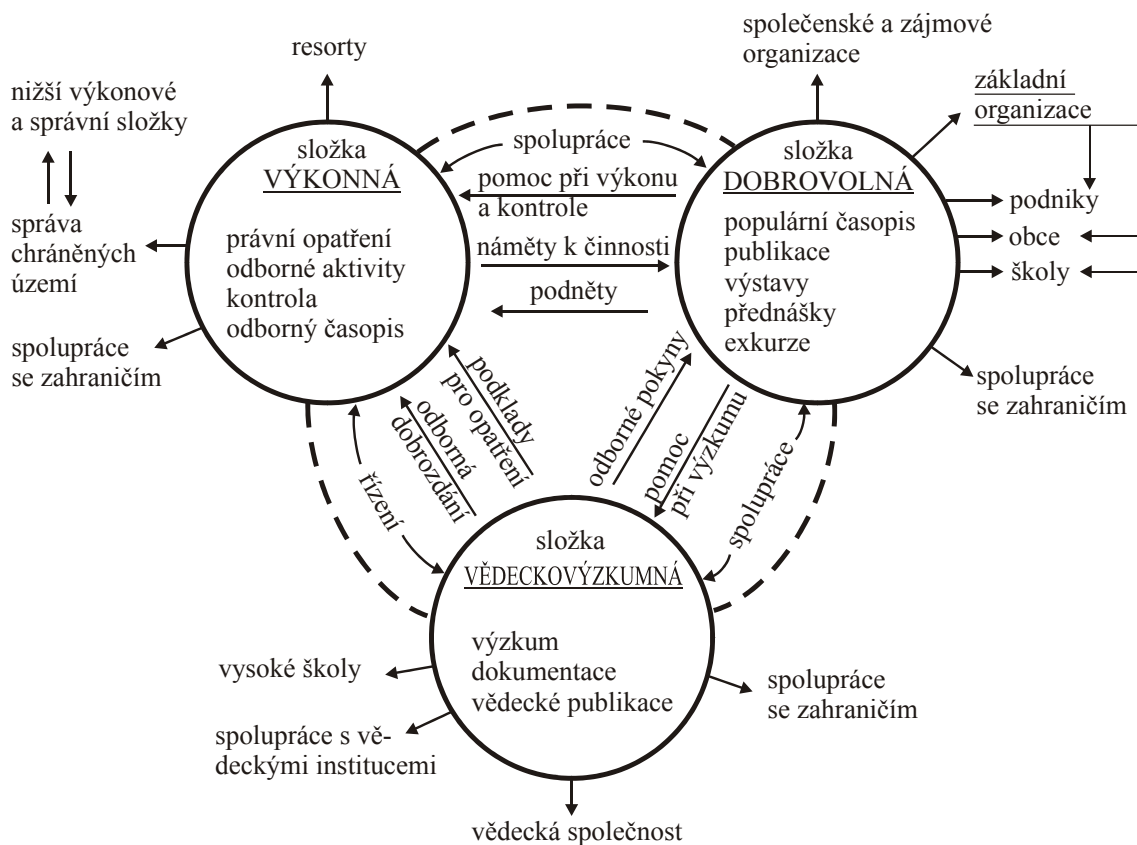 společenské a zájmové
organizace
resorty
základní
organizace
nižší výkonové
a správní složky
složka
VÝKONNÁ
právní opatření
odborné aktivity
kontrola
odborný časopis
spolupráce
pomoc při výkonu
a kontrole
náměty k činnosti
podněty
složka
DOBROVOLNÁ
populární časopis
publikace
výstavy
přednášky
exkurze
podniky
obce
školy
správa
chráněných
území
spolupráce
se zahraničím
spolupráce
se zahraničím
řízení
odborná
dobrozdání
podklady
pro opatření
odborné pokyny
pomoc
při výzkumu
spolupráce
složka
VĚDECKOVÝZKUMNÁ
výzkum
dokumentace
vědecké publikace
vysoké školy
spolupráce s vě-
deckými institucemi
spolupráce
se zahraničím
vědecká společnost